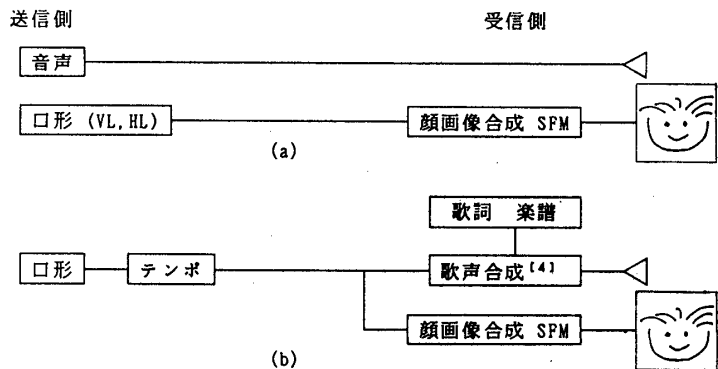 送信側 受信側
音声
口形 (VL,HL) 顔画像合成 SFM
(a)
歌詞 楽譜
口形 テンポ 歌声合成[4]
顔画像合成 SFM
(b)